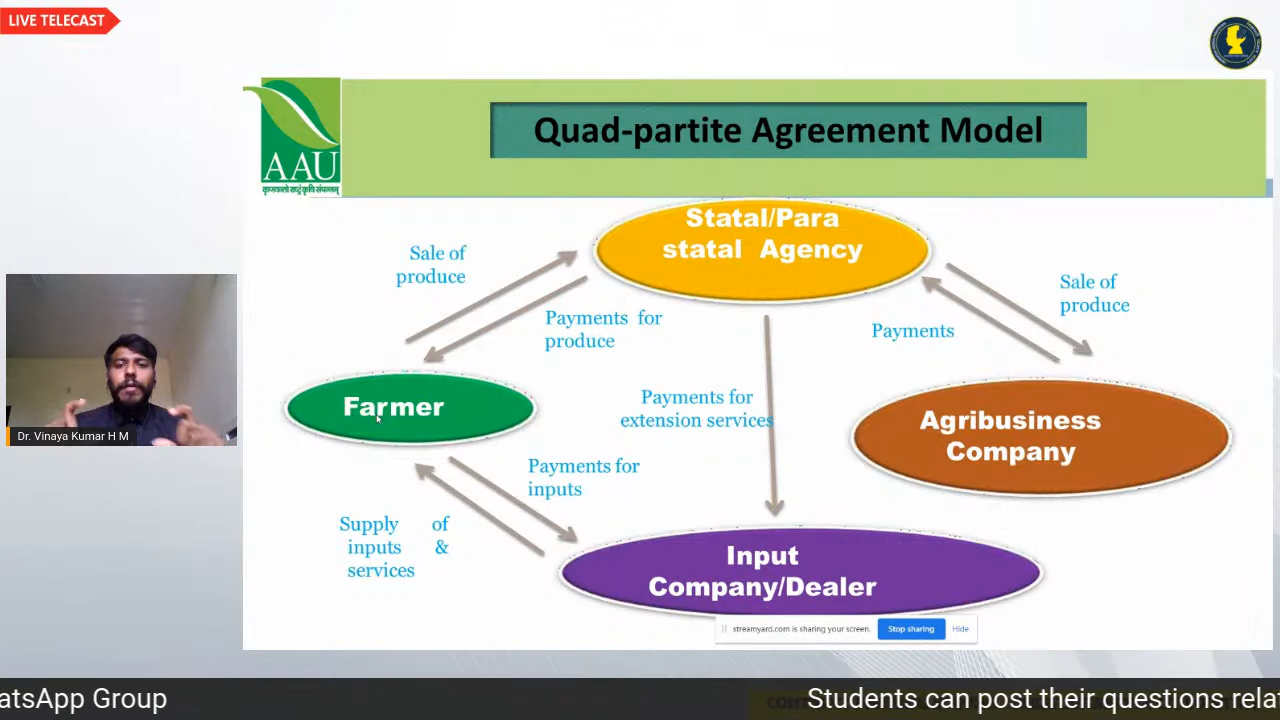 LIVE TELECAST
Quad-partite Agreement Model
AAU
Statal/Para
statal Agency
Sale of
produce
Payments for
produce
Sale of
produce
Payments
Farmer
Payments for
extension services
Agribusiness
Company
Dr. Vinaya Kumar H M
Payments for
inputs
Supply of
inputs &
services
Input
Company/Dealer
streamyard.com is sharing your screen.
Stop sharing
Hide
atsApp Group
Students can post their questions rela